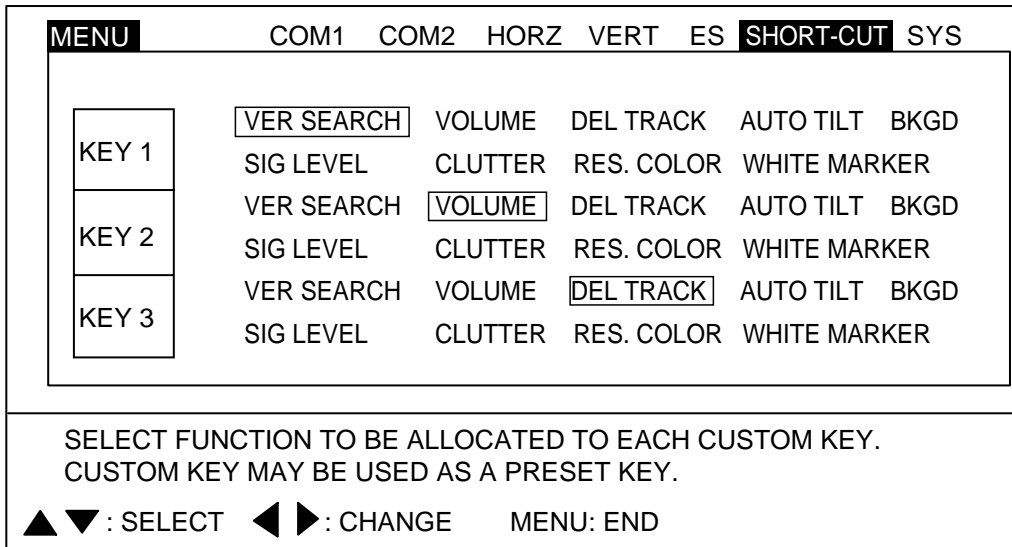 MENU COM1 COM2 HORZ VERT ES SHORT-CUT SYS
KEY 1
VER SEARCH VOLUME DEL TRACK AUTO TILT BKGD
SIG LEVEL CLUTTER RES. COLOR WHITE MARKER
KEY 2
VER SEARCH VOLUME DEL TRACK AUTO TILT BKGD
SIG LEVEL CLUTTER RES. COLOR WHITE MARKER
KEY 3
VER SEARCH VOLUME DEL TRACK AUTO TILT BKGD
SIG LEVEL CLUTTER RES. COLOR WHITE MARKER
SELECT FUNCTION TO BE ALLOCATED TO EACH CUSTOM KEY.
CUSTOM KEY MAY BE USED AS A PRESET KEY.
▲ ▼ : SELECT ◀ ▶ : CHANGE MENU: END